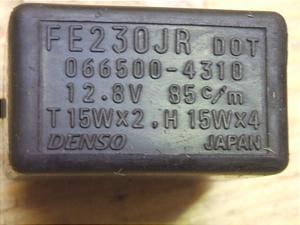 FE230JR DOT
066500-4310
12.8V 85c/m
T15W×2, H15W×4
DENSO JAPAN